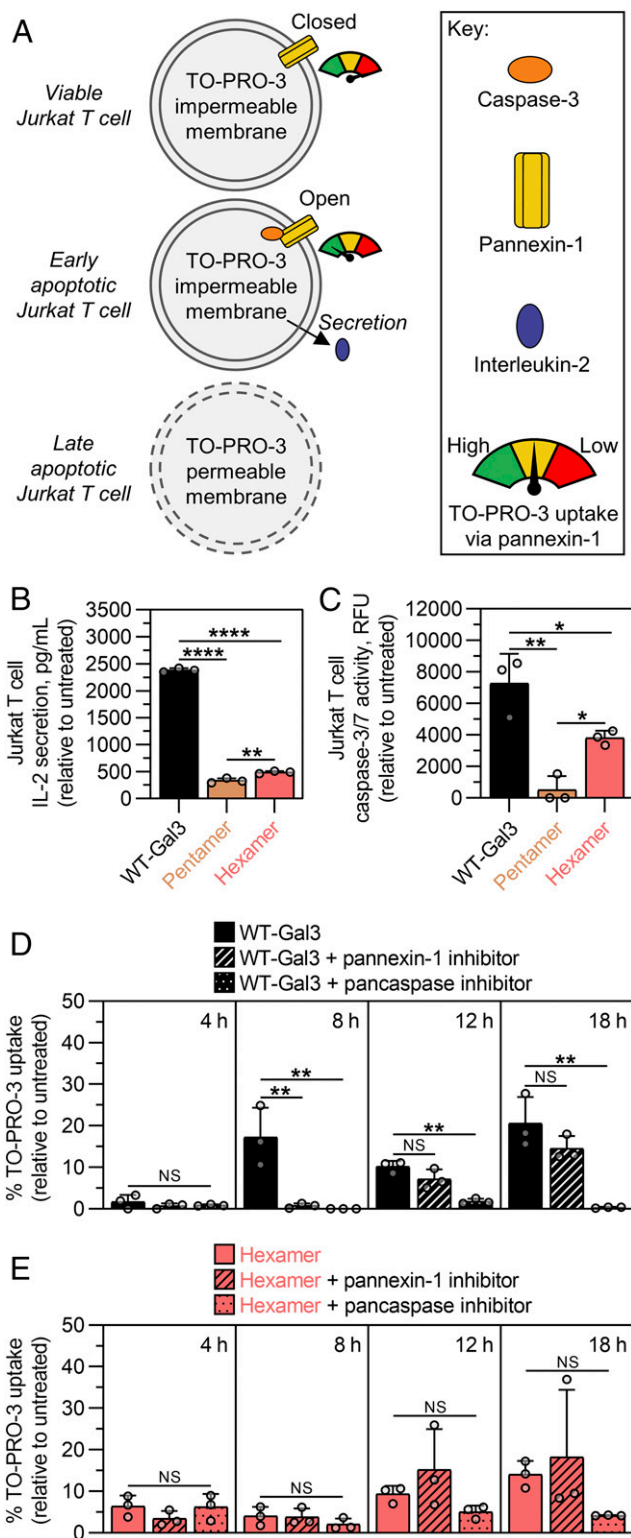 A
Closed
Viable
Jurkat T cell
TO-PRO-3
impermeable
membrane
Open
Early
apoptotic
Jurkat T cell
TO-PRO-3
impermeable
membrane
Secretion
Late
apoptotic
Jurkat T cell
TO-PRO-3
permeable
membrane
Key:
Caspase-3
Pannexin-1
Interleukin-2
High
Low
TO-PRO-3 uptake
via pannexin-1
B
Jurkat T cell
IL-2 secretion, pg/mL
(relative to untreated)
3500
3000
2500
2000
1500
1000
500
0
****
****
**
WT-Gal3
Pentamer
Hexamer
C
Jurkat T cell
caspase-3/7 activity, RFU
(relative to untreated)
12000
10000
8000
6000
4000
2000
0
*
**
*
WT-Gal3
Pentamer
Hexamer
D
WT-Gal3
WT-Gal3 + pannexin-1 inhibitor
WT-Gal3 + pancaspase inhibitor
% TO-PRO-3 uptake
(relative to untreated)
50
40
30
20
10
0
4 h
NS
8 h
**
**
12 h
**
NS
18 h
**
NS
E
Hexamer
Hexamer + pannexin-1 inhibitor
Hexamer + pancaspase inhibitor
% TO-PRO-3 uptake
(relative to untreated)
50
40
30
20
10
0
4 h
NS
8 h
NS
12 h
NS
18 h
NS